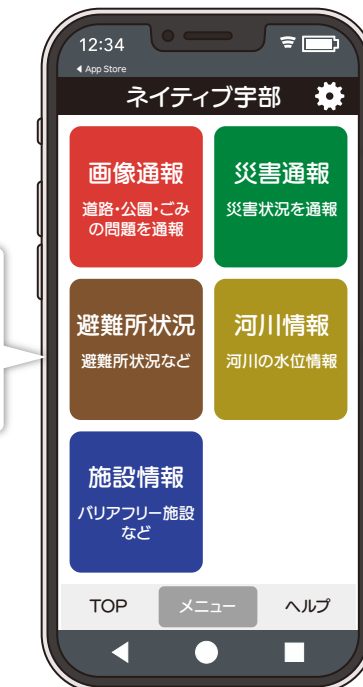 12:34
◀ App Store
ネイティブ宇部
画像通報
道路・公園・ごみ
の問題を通報
災害通報
災害状況を通報
避難所状況
避難所状況など
河川情報
河川の水位情報
施設情報
バリアフリー施設
など
TOP
メニュー
ヘルプ